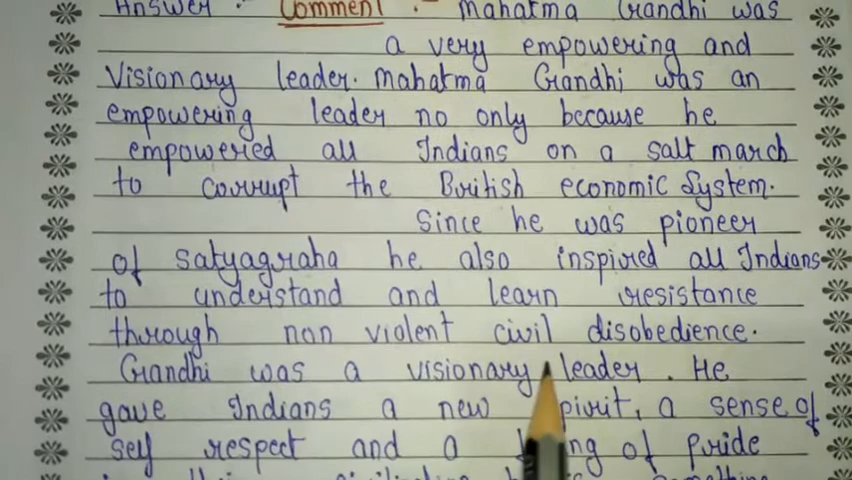 Answer :- Comment :- Mahatma Gandhi was
a very empowering and
Visionary leader. Mahatma Gandhi was an
empowering leader no only because he
empowered all Indians on a salt march
to corrupt the British economic System.
Since he was pioneer
of satyagraha he also inspired all Indians
to understand and learn resistance
through non violent civil disobedience.
Gandhi was a visionary leader. He
gave Indians a new pirit, a sense of
self respect and a of pride